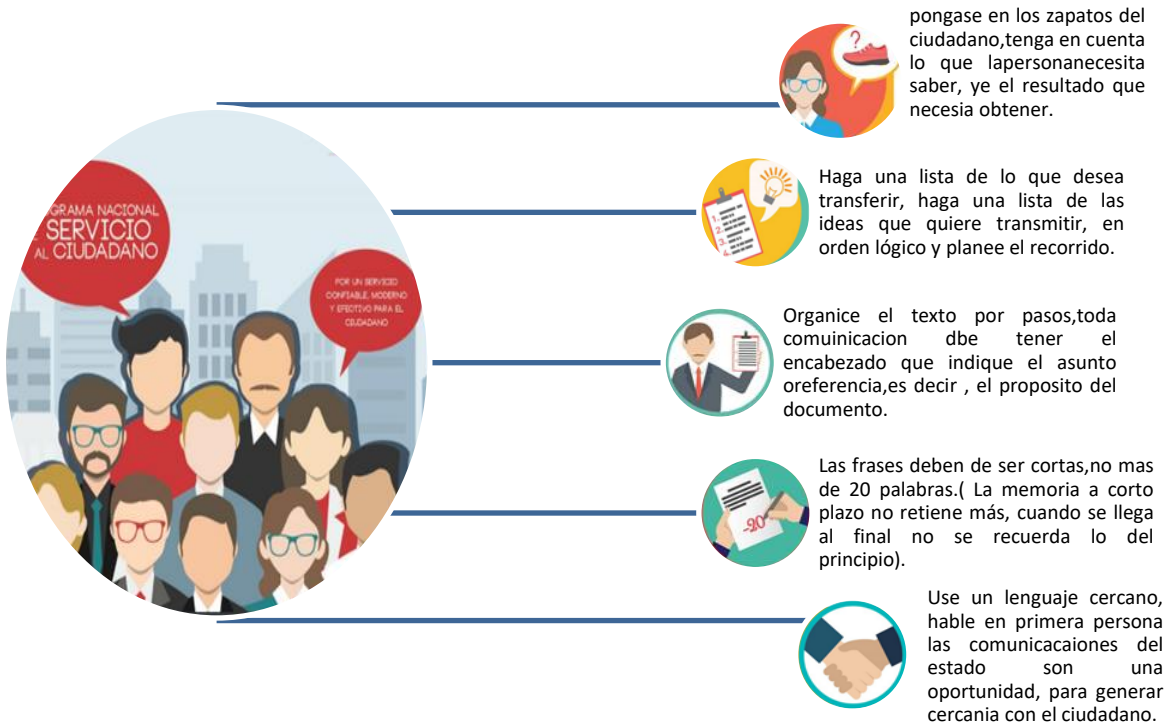 pongase en los zapatos del
ciudadano,tenga en cuenta
lo que lapersonanecesita
saber, ye el resultado que
necesia obtener.
GRAMA NACIONAL
SERVICIO
AL CIUDADANO
POR UN SERVICIO
CONFIABLE, MODERNO
Y EFECTIVO PARA EL
CIUDADANO
Haga una lista de lo que desea
transferir, haga una lista de las
ideas que quiere transmitir, en
orden lógico y planee el recorrido.
1.
2.
3.
4.
Organice el texto por pasos,toda
comuinicacion dbe tener el
encabezado que indique el asunto
oreferencia,es decir , el proposito del
documento.
Las frases deben de ser cortas,no mas
de 20 palabras.( La memoria a corto
plazo no retiene más, cuando se llega
al final no se recuerda lo del
principio).
-20
Use un lenguaje cercano,
hable en primera persona
las comunicacaiones del
estado son una
oportunidad, para generar
cercania con el ciudadano.
?